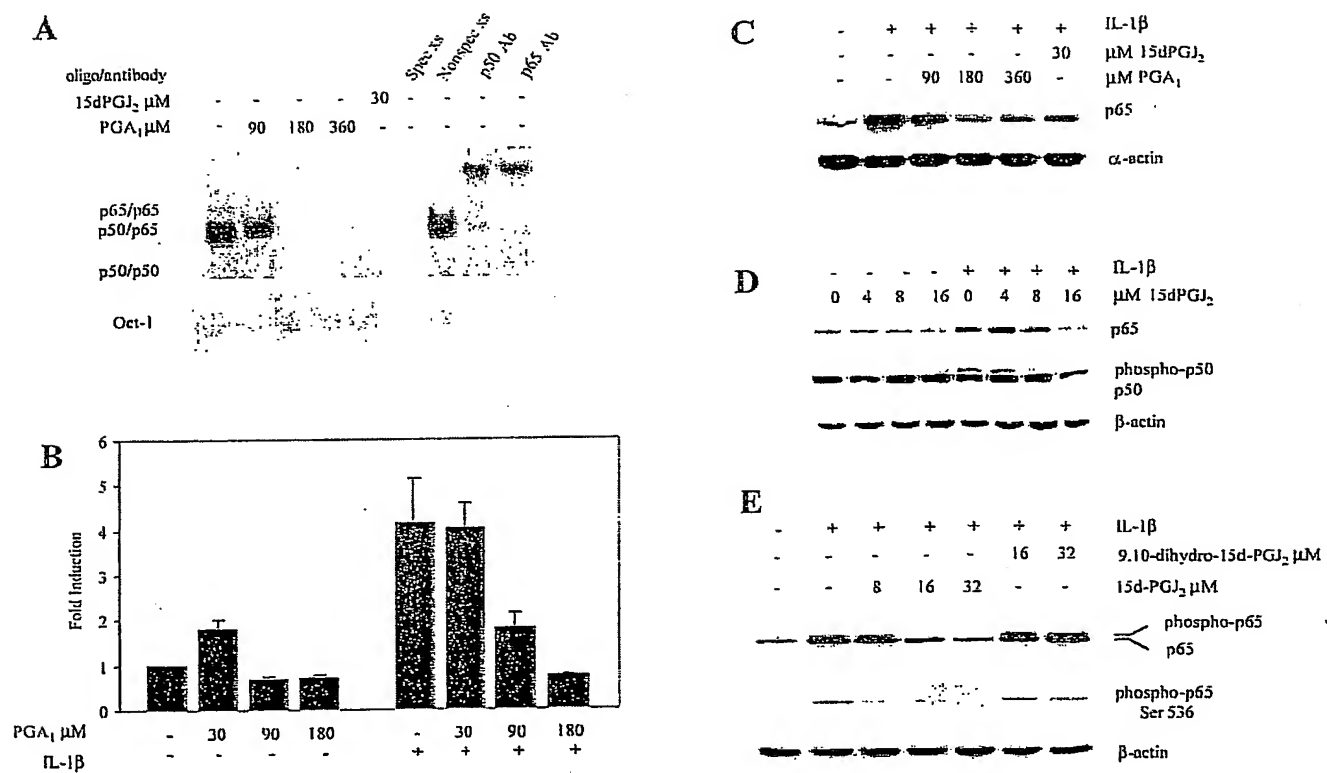 A
oligo/antibody - - - - - Spec xs Nonspec xs p50 Ab p65 Ab
15dPGJ₂ μM - - - - 30 - - - -
PGA₁ μM - 90 180 360 - - - - -
p65/p65
p50/p65
p50/p50
Oct-1
B
Fold Induction
6
5
4
3
2
1
0
PGA₁ μM - 30 90 180 - 30 90 180
IL-1β - - - - + + + +
C
- + + + + + IL-1β
- - - - - 30 μM 15dPGJ₂
- - 90 180 360 - μM PGA₁
p65
α-actin
D
- - - - + + + + IL-1β
0 4 8 16 0 4 8 16 μM 15dPGJ₂
p65
phospho-p50
p50
β-actin
E
- + + + + + + IL-1β
- - - - - 16 32 9.10-dihydro-15d-PGJ₂ μM
- - 8 16 32 - - 15d-PGJ₂ μM
phospho-p65
p65
phospho-p65
Ser 536
β-actin